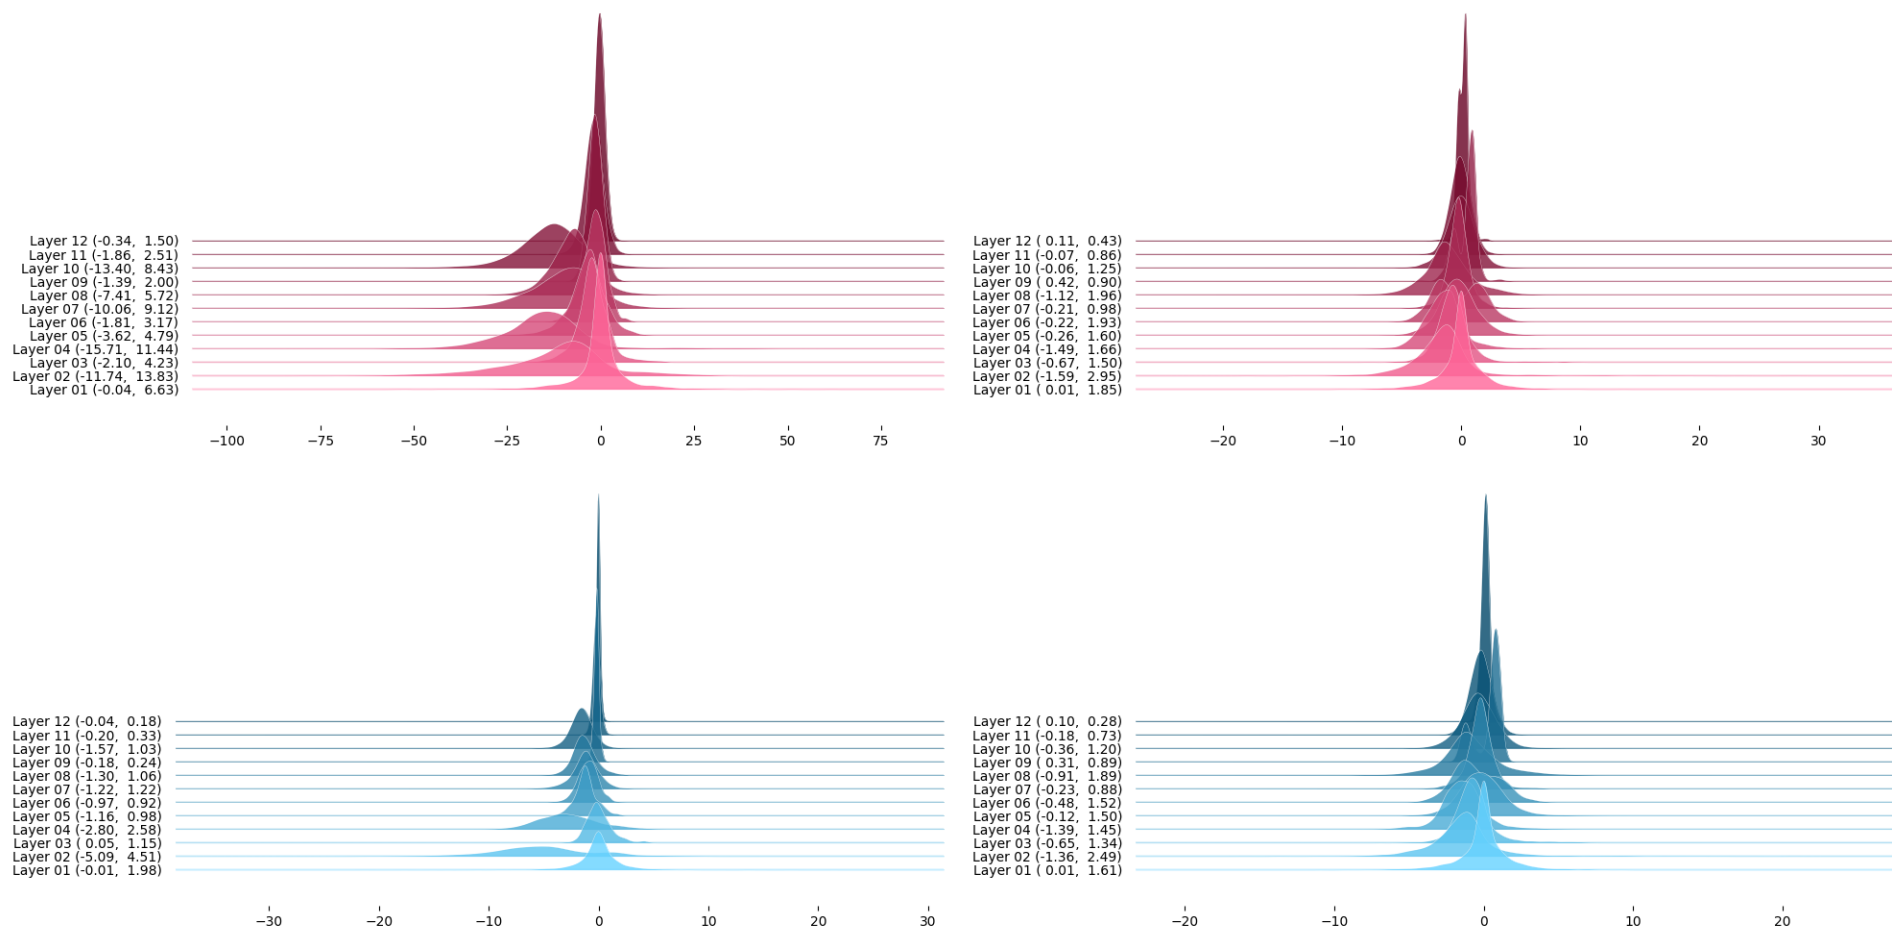 Layer 12 (-0.34,  1.50)
Layer 11 (-1.86,  2.51)
Layer 10 (-13.40,  8.43)
Layer 09 (-1.39,  2.00)
Layer 08 (-7.41,  5.72)
Layer 07 (-10.06,  9.12)
Layer 06 (-1.81,  3.17)
Layer 05 (-3.62,  4.79)
Layer 04 (-15.71,  11.44)
Layer 03 (-2.10,  4.23)
Layer 02 (-11.74,  13.83)
Layer 01 (-0.04,  6.63)
−100 −75 −50 −25 0 25 50 75
Layer 12 ( 0.11,  0.43)
Layer 11 (-0.07,  0.86)
Layer 10 (-0.06,  1.25)
Layer 09 ( 0.42,  0.90)
Layer 08 (-1.12,  1.96)
Layer 07 (-0.21,  0.98)
Layer 06 (-0.22,  1.93)
Layer 05 (-0.26,  1.60)
Layer 04 (-1.49,  1.66)
Layer 03 (-0.67,  1.50)
Layer 02 (-1.59,  2.95)
Layer 01 ( 0.01,  1.85)
−20 −10 0 10 20 30
Layer 12 (-0.04,  0.18)
Layer 11 (-0.20,  0.33)
Layer 10 (-1.57,  1.03)
Layer 09 (-0.18,  0.24)
Layer 08 (-1.30,  1.06)
Layer 07 (-1.22,  1.22)
Layer 06 (-0.97,  0.92)
Layer 05 (-1.16,  0.98)
Layer 04 (-2.80,  2.58)
Layer 03 ( 0.05,  1.15)
Layer 02 (-5.09,  4.51)
Layer 01 (-0.01,  1.98)
−30 −20 −10 0 10 20 30
Layer 12 ( 0.10,  0.28)
Layer 11 (-0.18,  0.73)
Layer 10 (-0.36,  1.20)
Layer 09 ( 0.31,  0.89)
Layer 08 (-0.91,  1.89)
Layer 07 (-0.23,  0.88)
Layer 06 (-0.48,  1.52)
Layer 05 (-0.12,  1.50)
Layer 04 (-1.39,  1.45)
Layer 03 (-0.65,  1.34)
Layer 02 (-1.36,  2.49)
Layer 01 ( 0.01,  1.61)
−20 −10 0 10 20